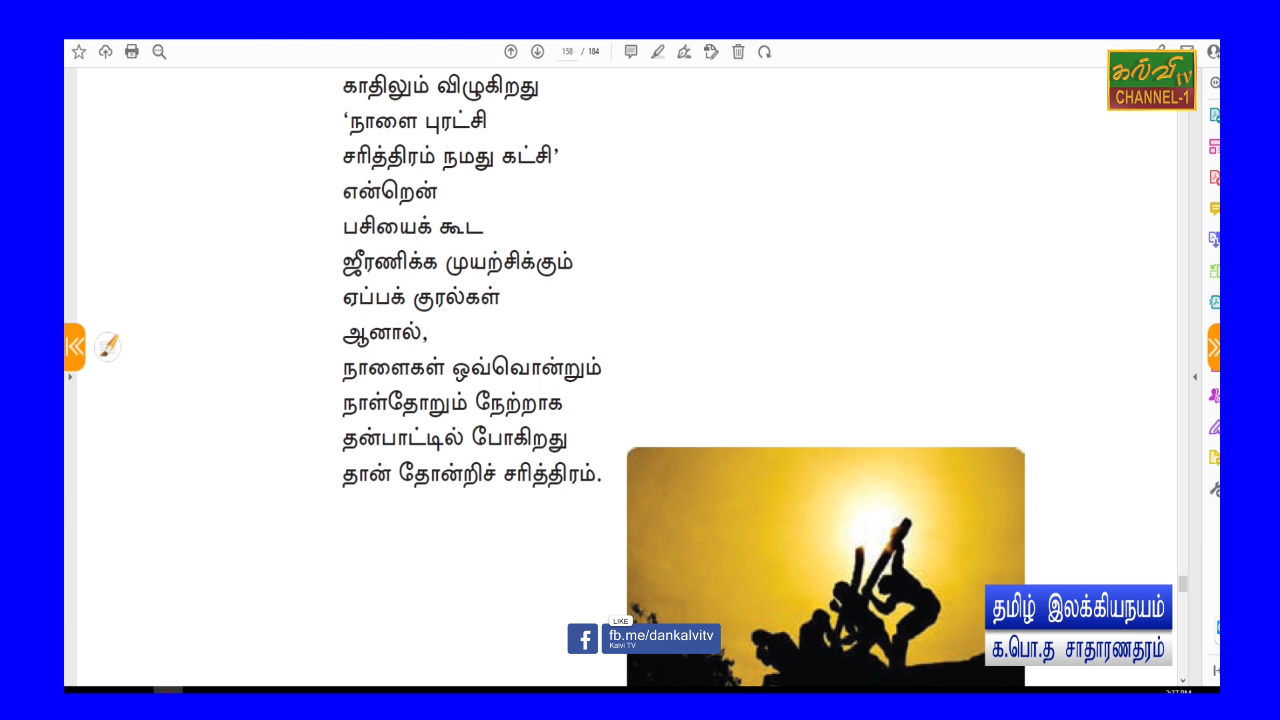 158 / 184
கல்வி TV
CHANNEL-1
காதிலும் விழுகிறது
‘நாளை புரட்சி
சரித்திரம் நமது கட்சி’
என்றென்
பசியைக் கூட
ஜீரணிக்க முயற்சிக்கும்
ஏப்பக் குரல்கள்
ஆனால்,
நாளைகள் ஒவ்வொன்றும்
நாள்தோறும் நேற்றாக
தன்பாட்டில் போகிறது
தான் தோன்றிச் சரித்திரம்.
தமிழ் இலக்கியநயம்
க.பொ.த சாதாரணதரம்
LIKE
fb.me/dankalvitv
Kalvi TV